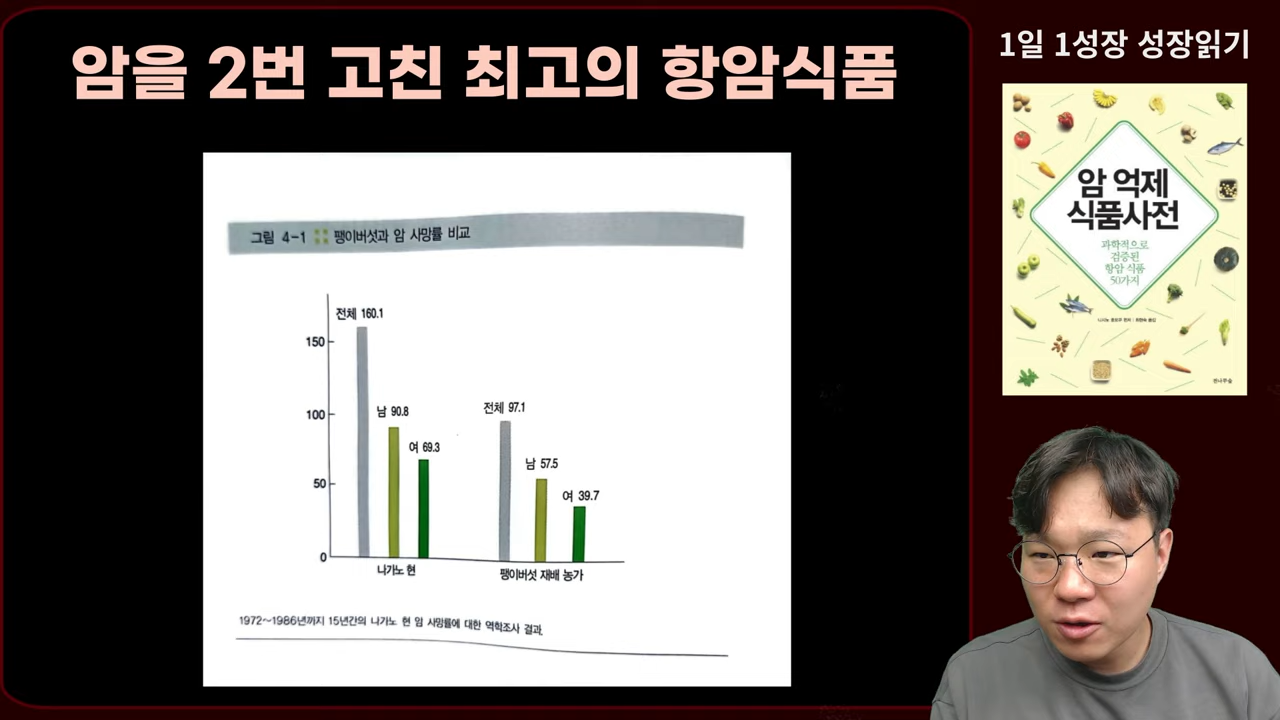 암을 2번 고친 최고의 항암식품
1일 1성장 성장읽기
암 억제
식품사전
과학적으로
검증된
항암 식품
50가지
전나무숲
그림 4-1 팽이버섯과 암 사망률 비교
전체 160.1
150
남 90.8
100
여 69.3
50
0
나가노 현
전체 97.1
남 57.5
여 39.7
팽이버섯 재배 농가
1972~1986년까지 15년간의 나가노 현 암 사망률에 대한 역학조사 결과.